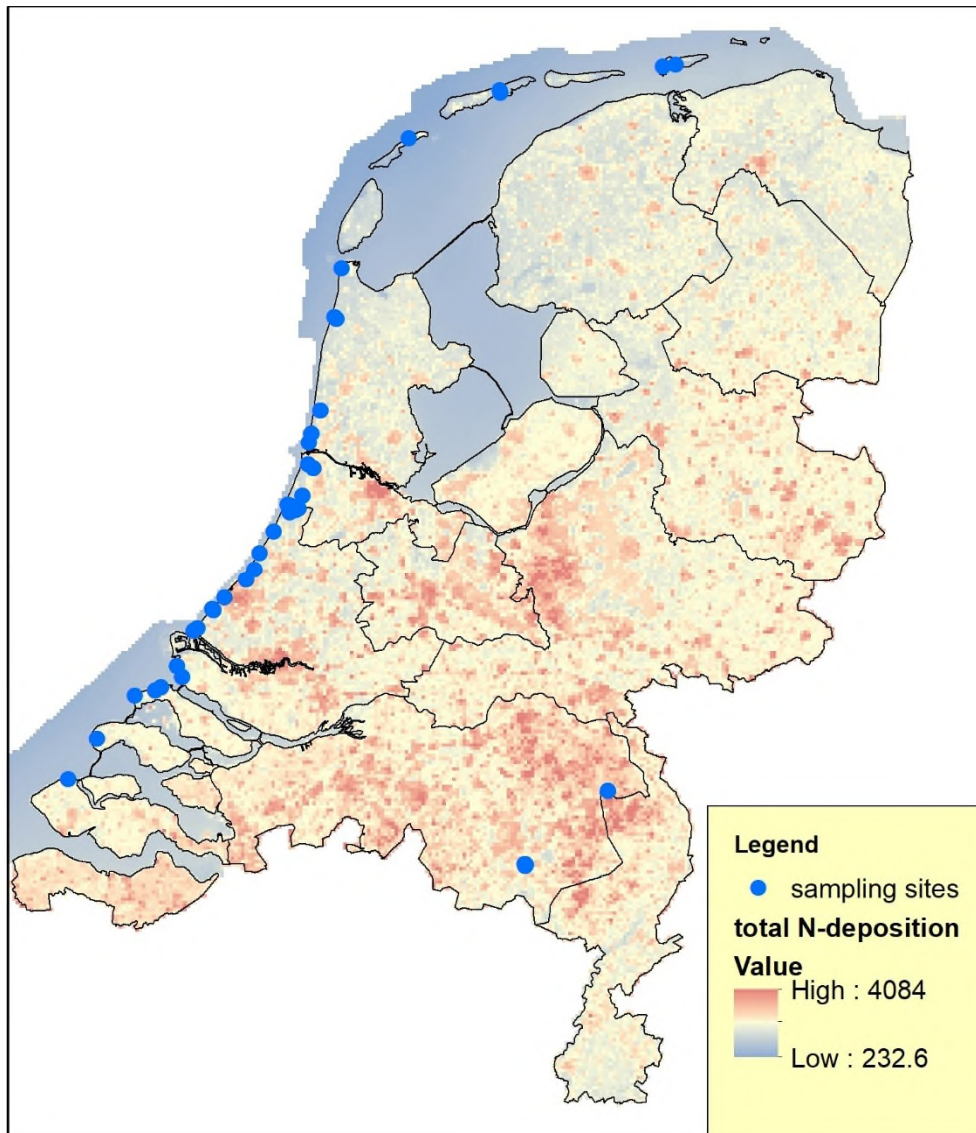 Legend
sampling sites
total N-deposition
Value
High : 4084
Low : 232.6